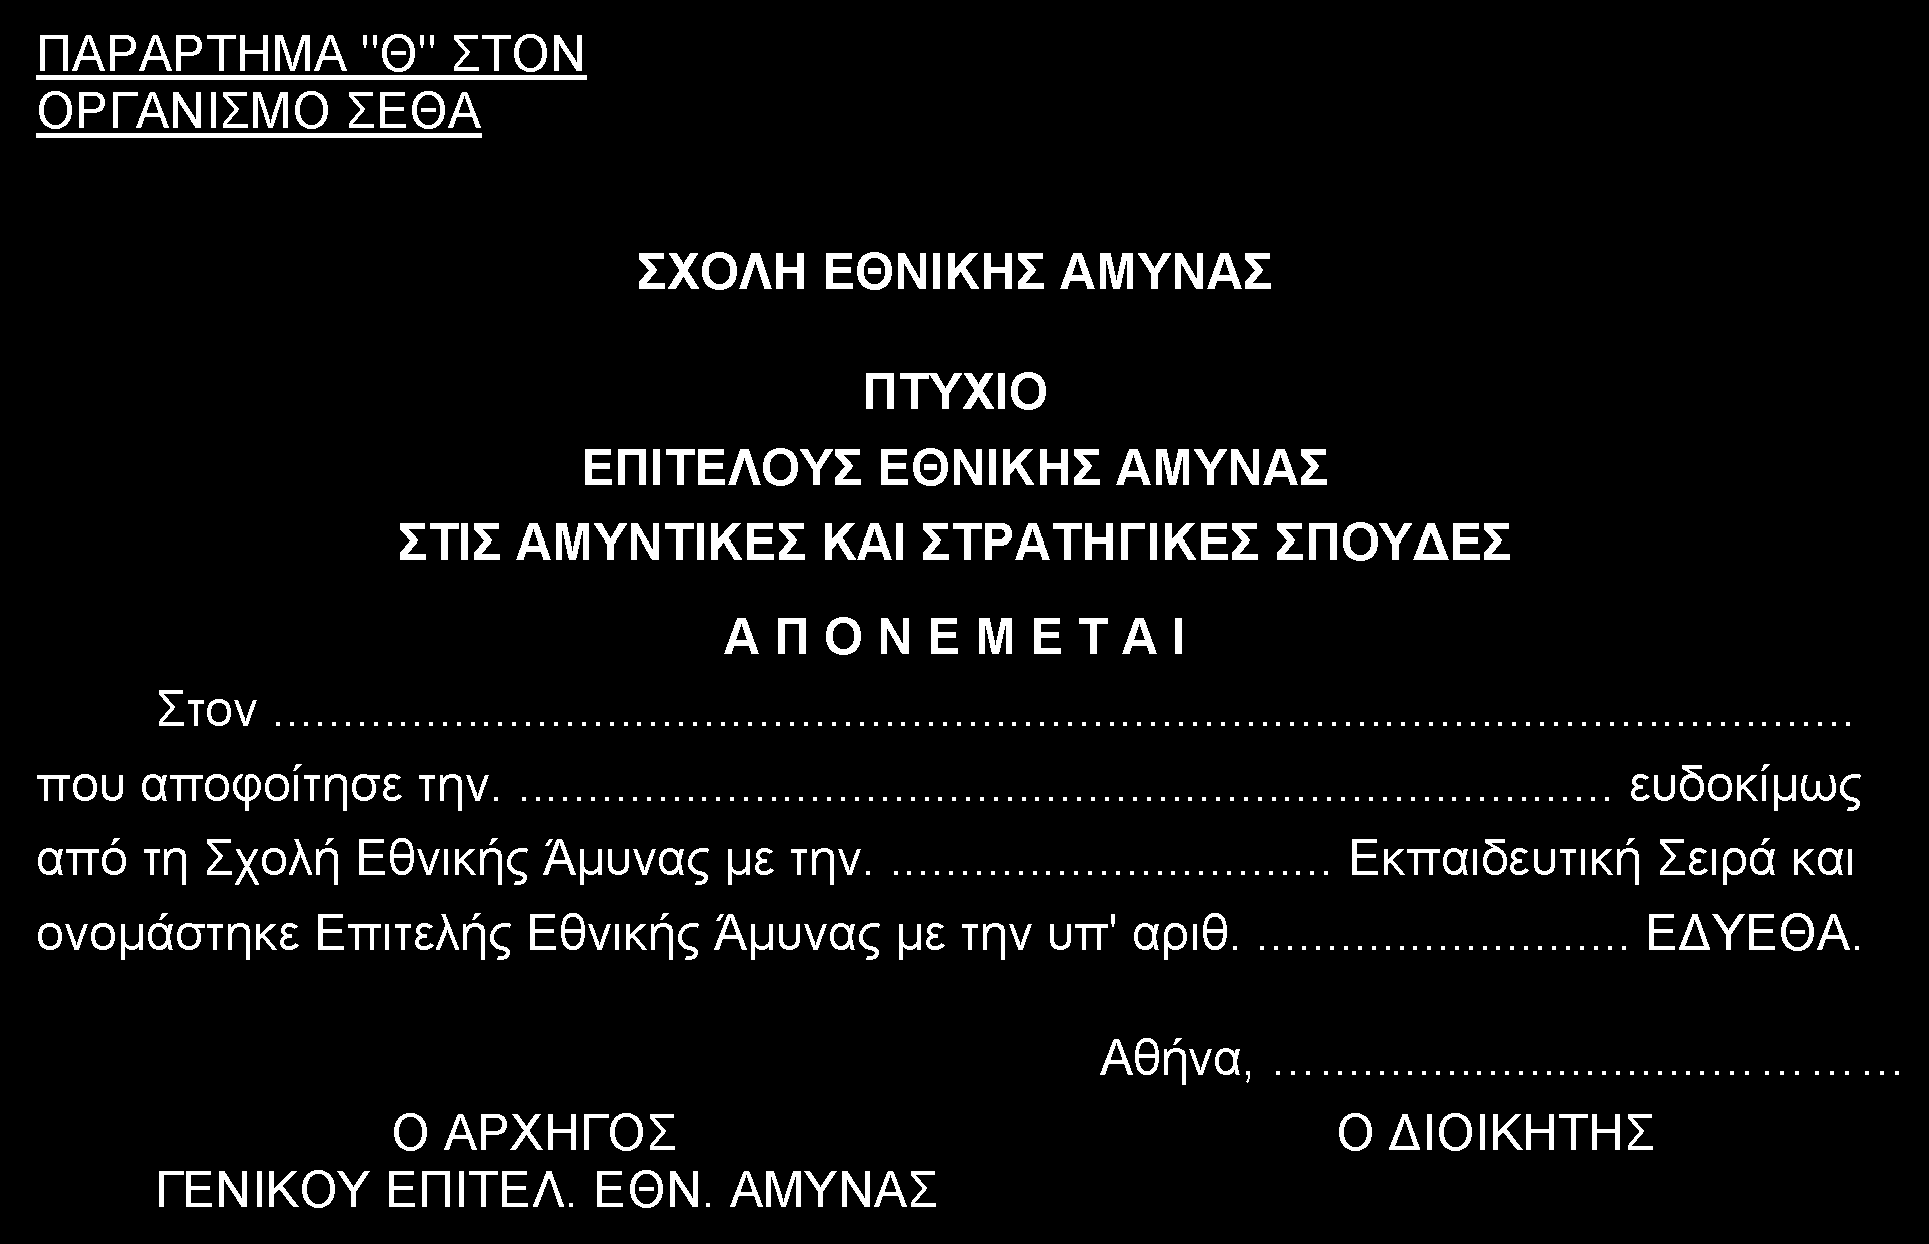 ΠΑΡΑΡΤΗΜΑ "Θ" ΣΤΟΝ
ΟΡΓΑΝΙΣΜΟ ΣΕΘΑ
ΣΧΟΛΗ ΕΘΝΙΚΗΣ ΑΜΥΝΑΣ
ΠΤΥΧΙΟ
ΕΠΙΤΕΛΟΥΣ ΕΘΝΙΚΗΣ ΑΜΥΝΑΣ
ΣΤΙΣ ΑΜΥΝΤΙΚΕΣ ΚΑΙ ΣΤΡΑΤΗΓΙΚΕΣ ΣΠΟΥΔΕΣ
Α Π Ο Ν Ε Μ Ε Τ Α Ι
Στον ...........................................................................................
που αποφοίτησε την. ............................................................... ευδοκίμως
από τη Σχολή Εθνικής Άμυνας με την. .......................... Εκπαιδευτική Σειρά και
ονομάστηκε Επιτελής Εθνικής Άμυνας με την υπ' αριθ. ...................... ΕΔΥΕΘΑ.
Αθήνα, .........................................
Ο ΑΡΧΗΓΟΣ Ο ΔΙΟΙΚΗΤΗΣ
ΓΕΝΙΚΟΥ ΕΠΙΤΕΛ. ΕΘΝ. ΑΜΥΝΑΣ